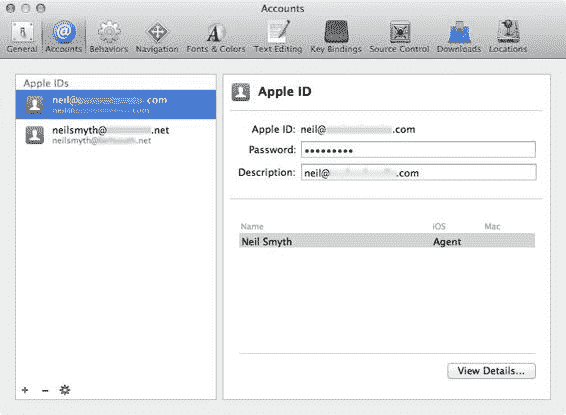 Accounts
General Accounts Behaviors Navigation Fonts & Colors Text Editing Key Bindings Source Control Downloads Locations
Apple IDs
neil@ .com
.com
neilsmyth@ .net
neilsmyth@ .net
Apple ID
Apple ID: neil@ .com
Password: •••••••••
Description: neil@ .com
Name iOS Mac
Neil Smyth Agent
+ −
View Details...